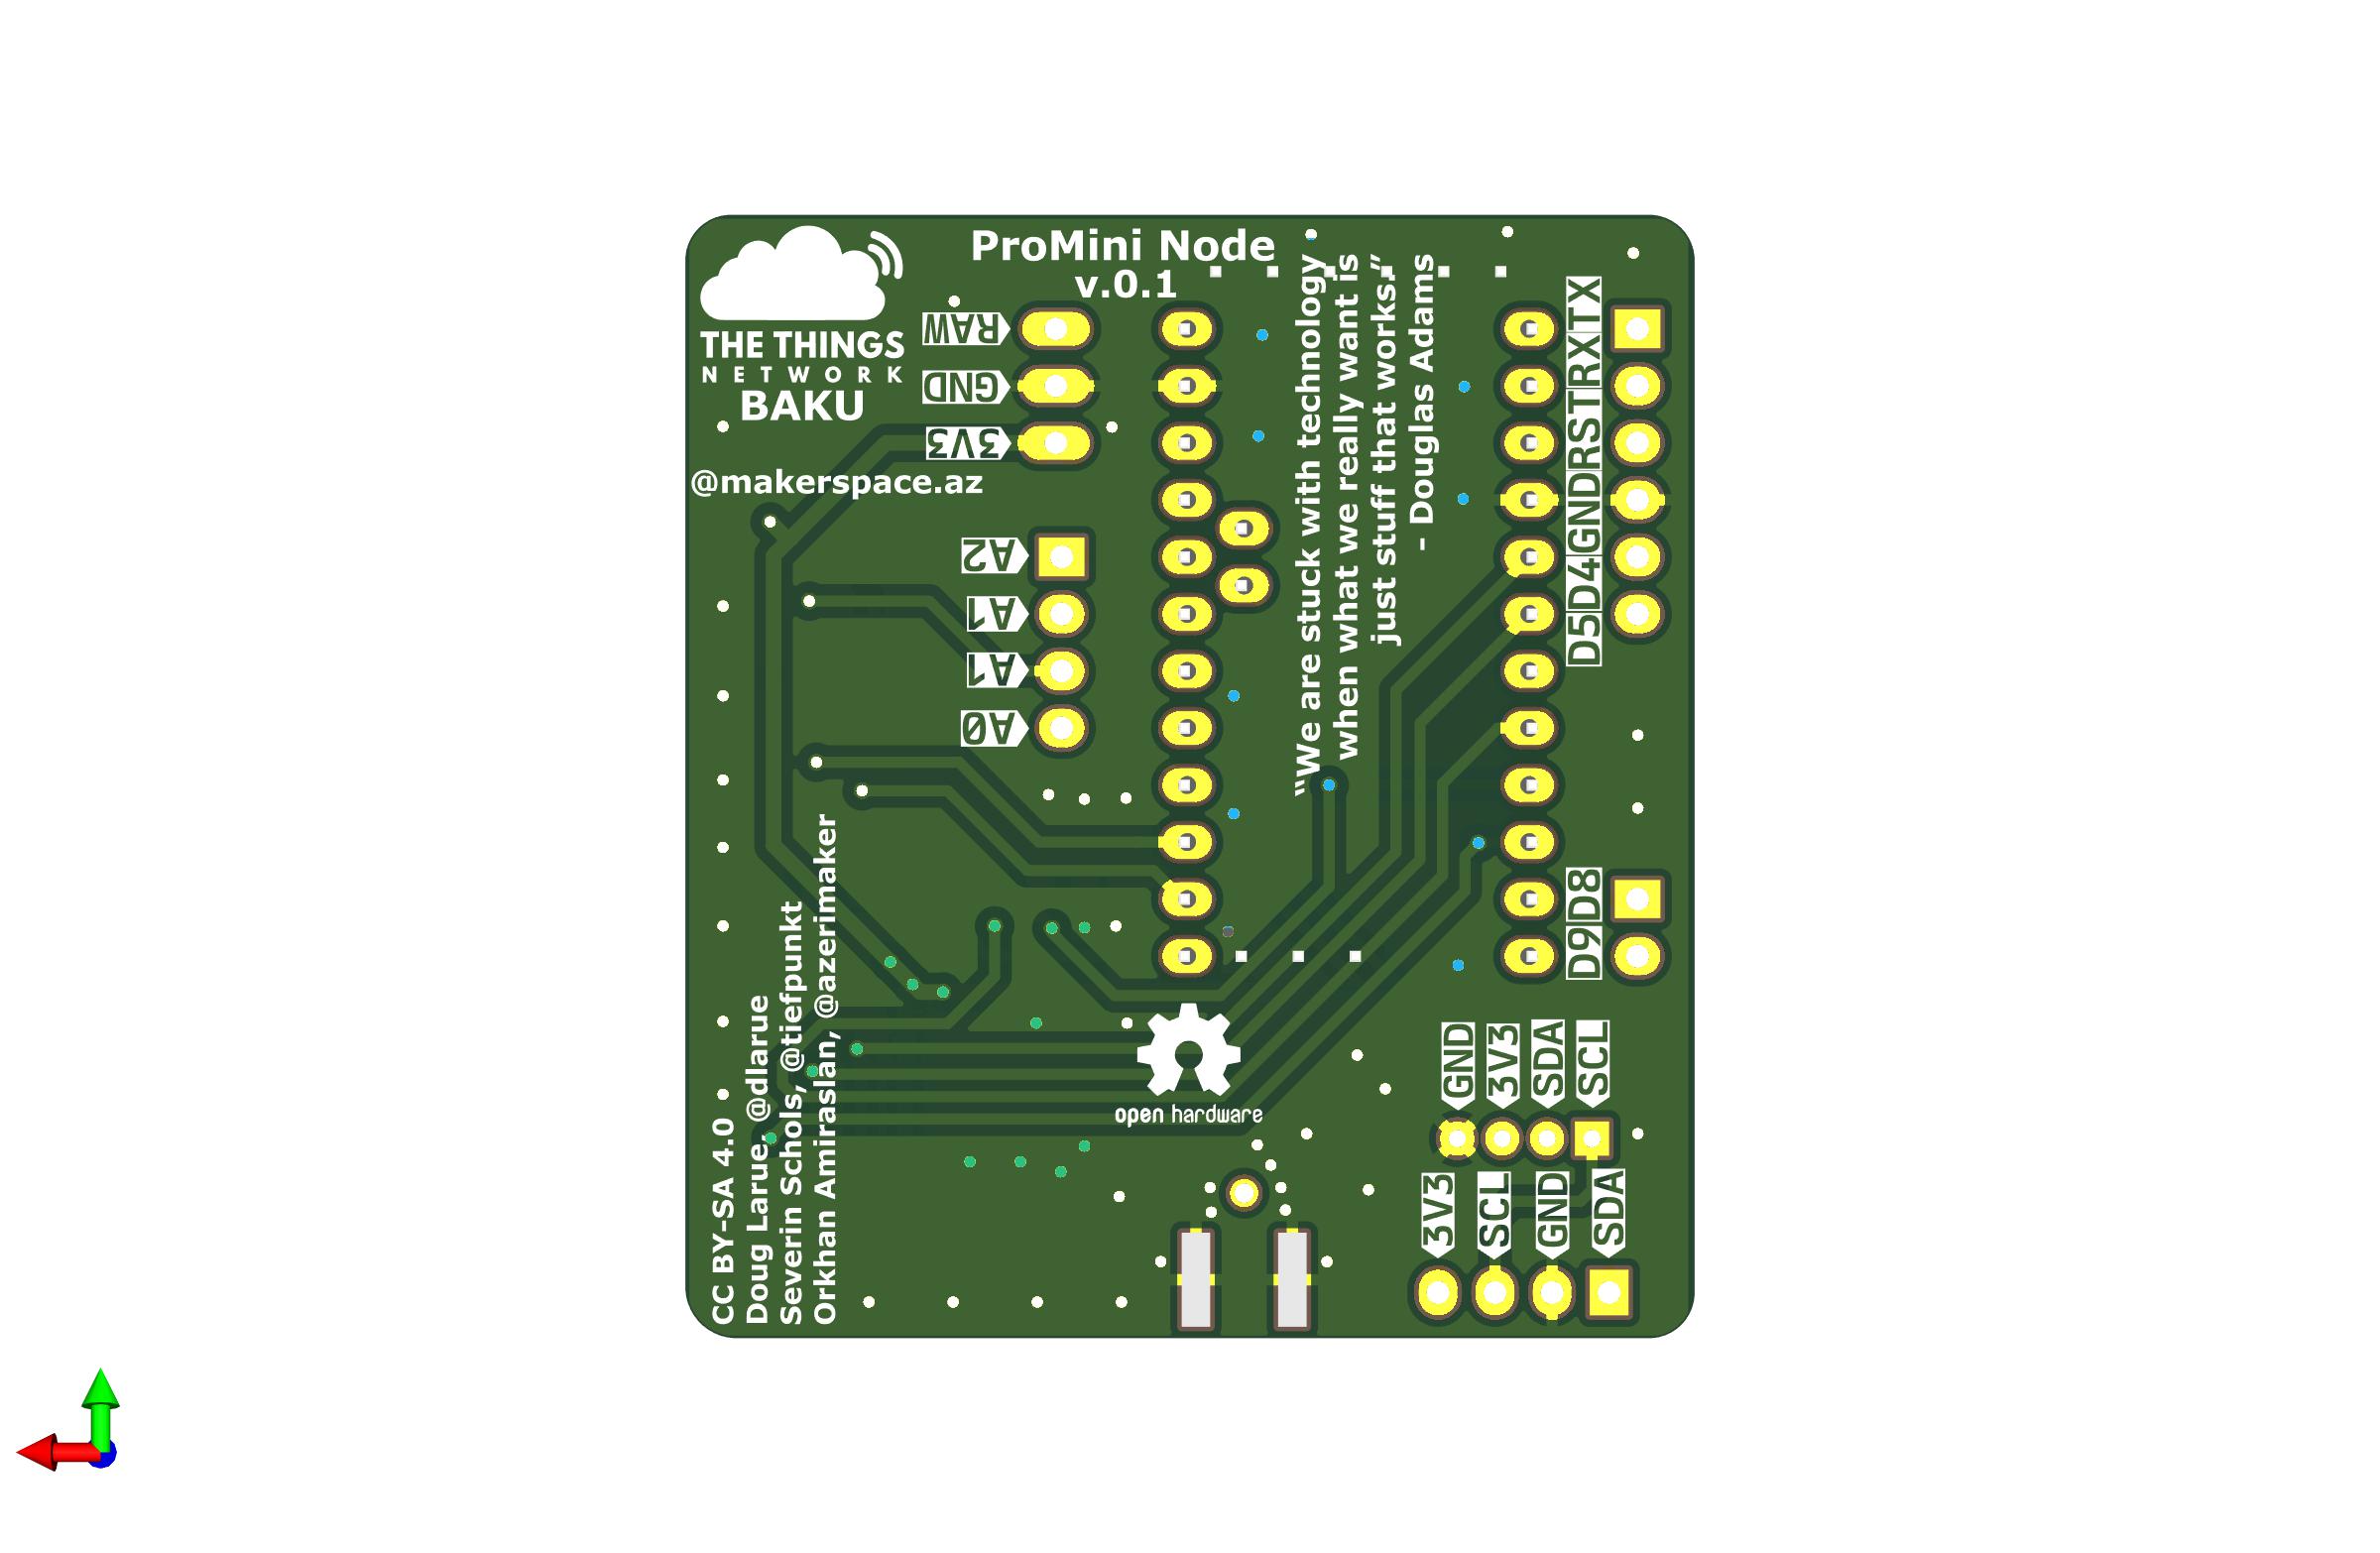 ProMini Node
v.0.1
THE THINGS
NETWORK
BAKU
@makerspace.az
RAW
GND
3V3
A2
A1
A1
A0
“We are stuck with technology
when what we really want is
just stuff that works.”
– Douglas Adams
TX
RX
RST
GND
D4
D5
D8
D9
CC BY-SA 4.0
Doug Larue, @dlarue
Severin Schols, @tiefpunkt
Orkhan Amiraslan, @azerimaker
open hardware
GND
3V3
SDA
SCL
3V3
SCL
GND
SDA